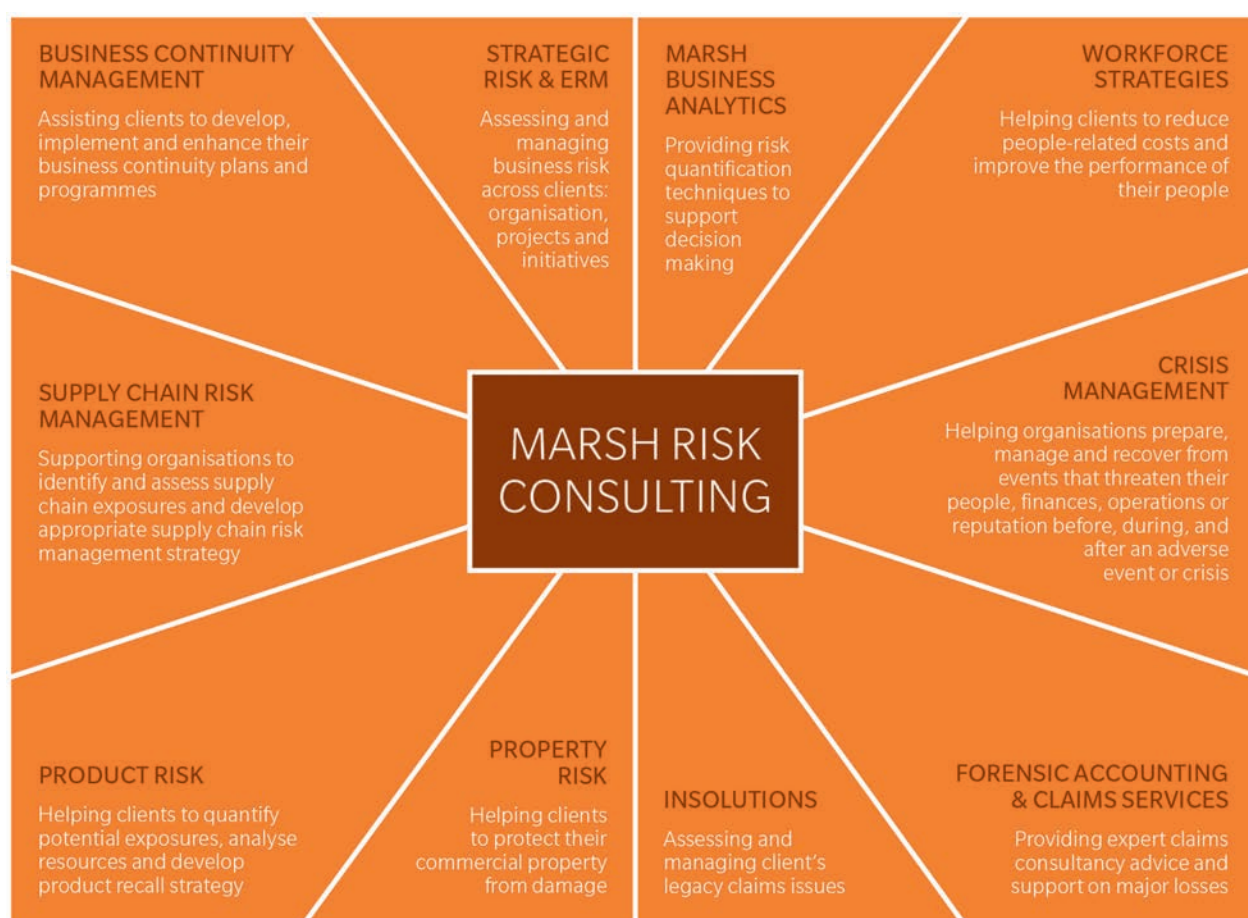 BUSINESS CONTINUITY
MANAGEMENT
Assisting clients to develop,
implement and enhance their
business continuity plans and
programmes
STRATEGIC
RISK & ERM
Assessing and
managing
business risk
across clients:
organisation,
projects and
initiatives
MARSH
BUSINESS
ANALYTICS
Providing risk
quantification
techniques to
support
decision
making
WORKFORCE
STRATEGIES
Helping clients to reduce
people-related costs and
improve the performance of
their people
SUPPLY CHAIN RISK
MANAGEMENT
Supporting organisations to
identify and assess supply
chain exposures and develop
appropriate supply chain risk
management strategy
MARSH RISK
CONSULTING
CRISIS
MANAGEMENT
Helping organisations prepare,
manage and recover from
events that threaten their
people, finances, operations or
reputation before, during, and
after an adverse
event or crisis
PRODUCT RISK
Helping clients to quantify
potential exposures, analyse
resources and develop
product recall strategy
PROPERTY
RISK
Helping clients
to protect their
commercial property
from damage
INSOLUTIONS
Assessing and
managing client's
legacy claims issues
FORENSIC ACCOUNTING
& CLAIMS SERVICES
Providing expert claims
consultancy advice and
support on major losses